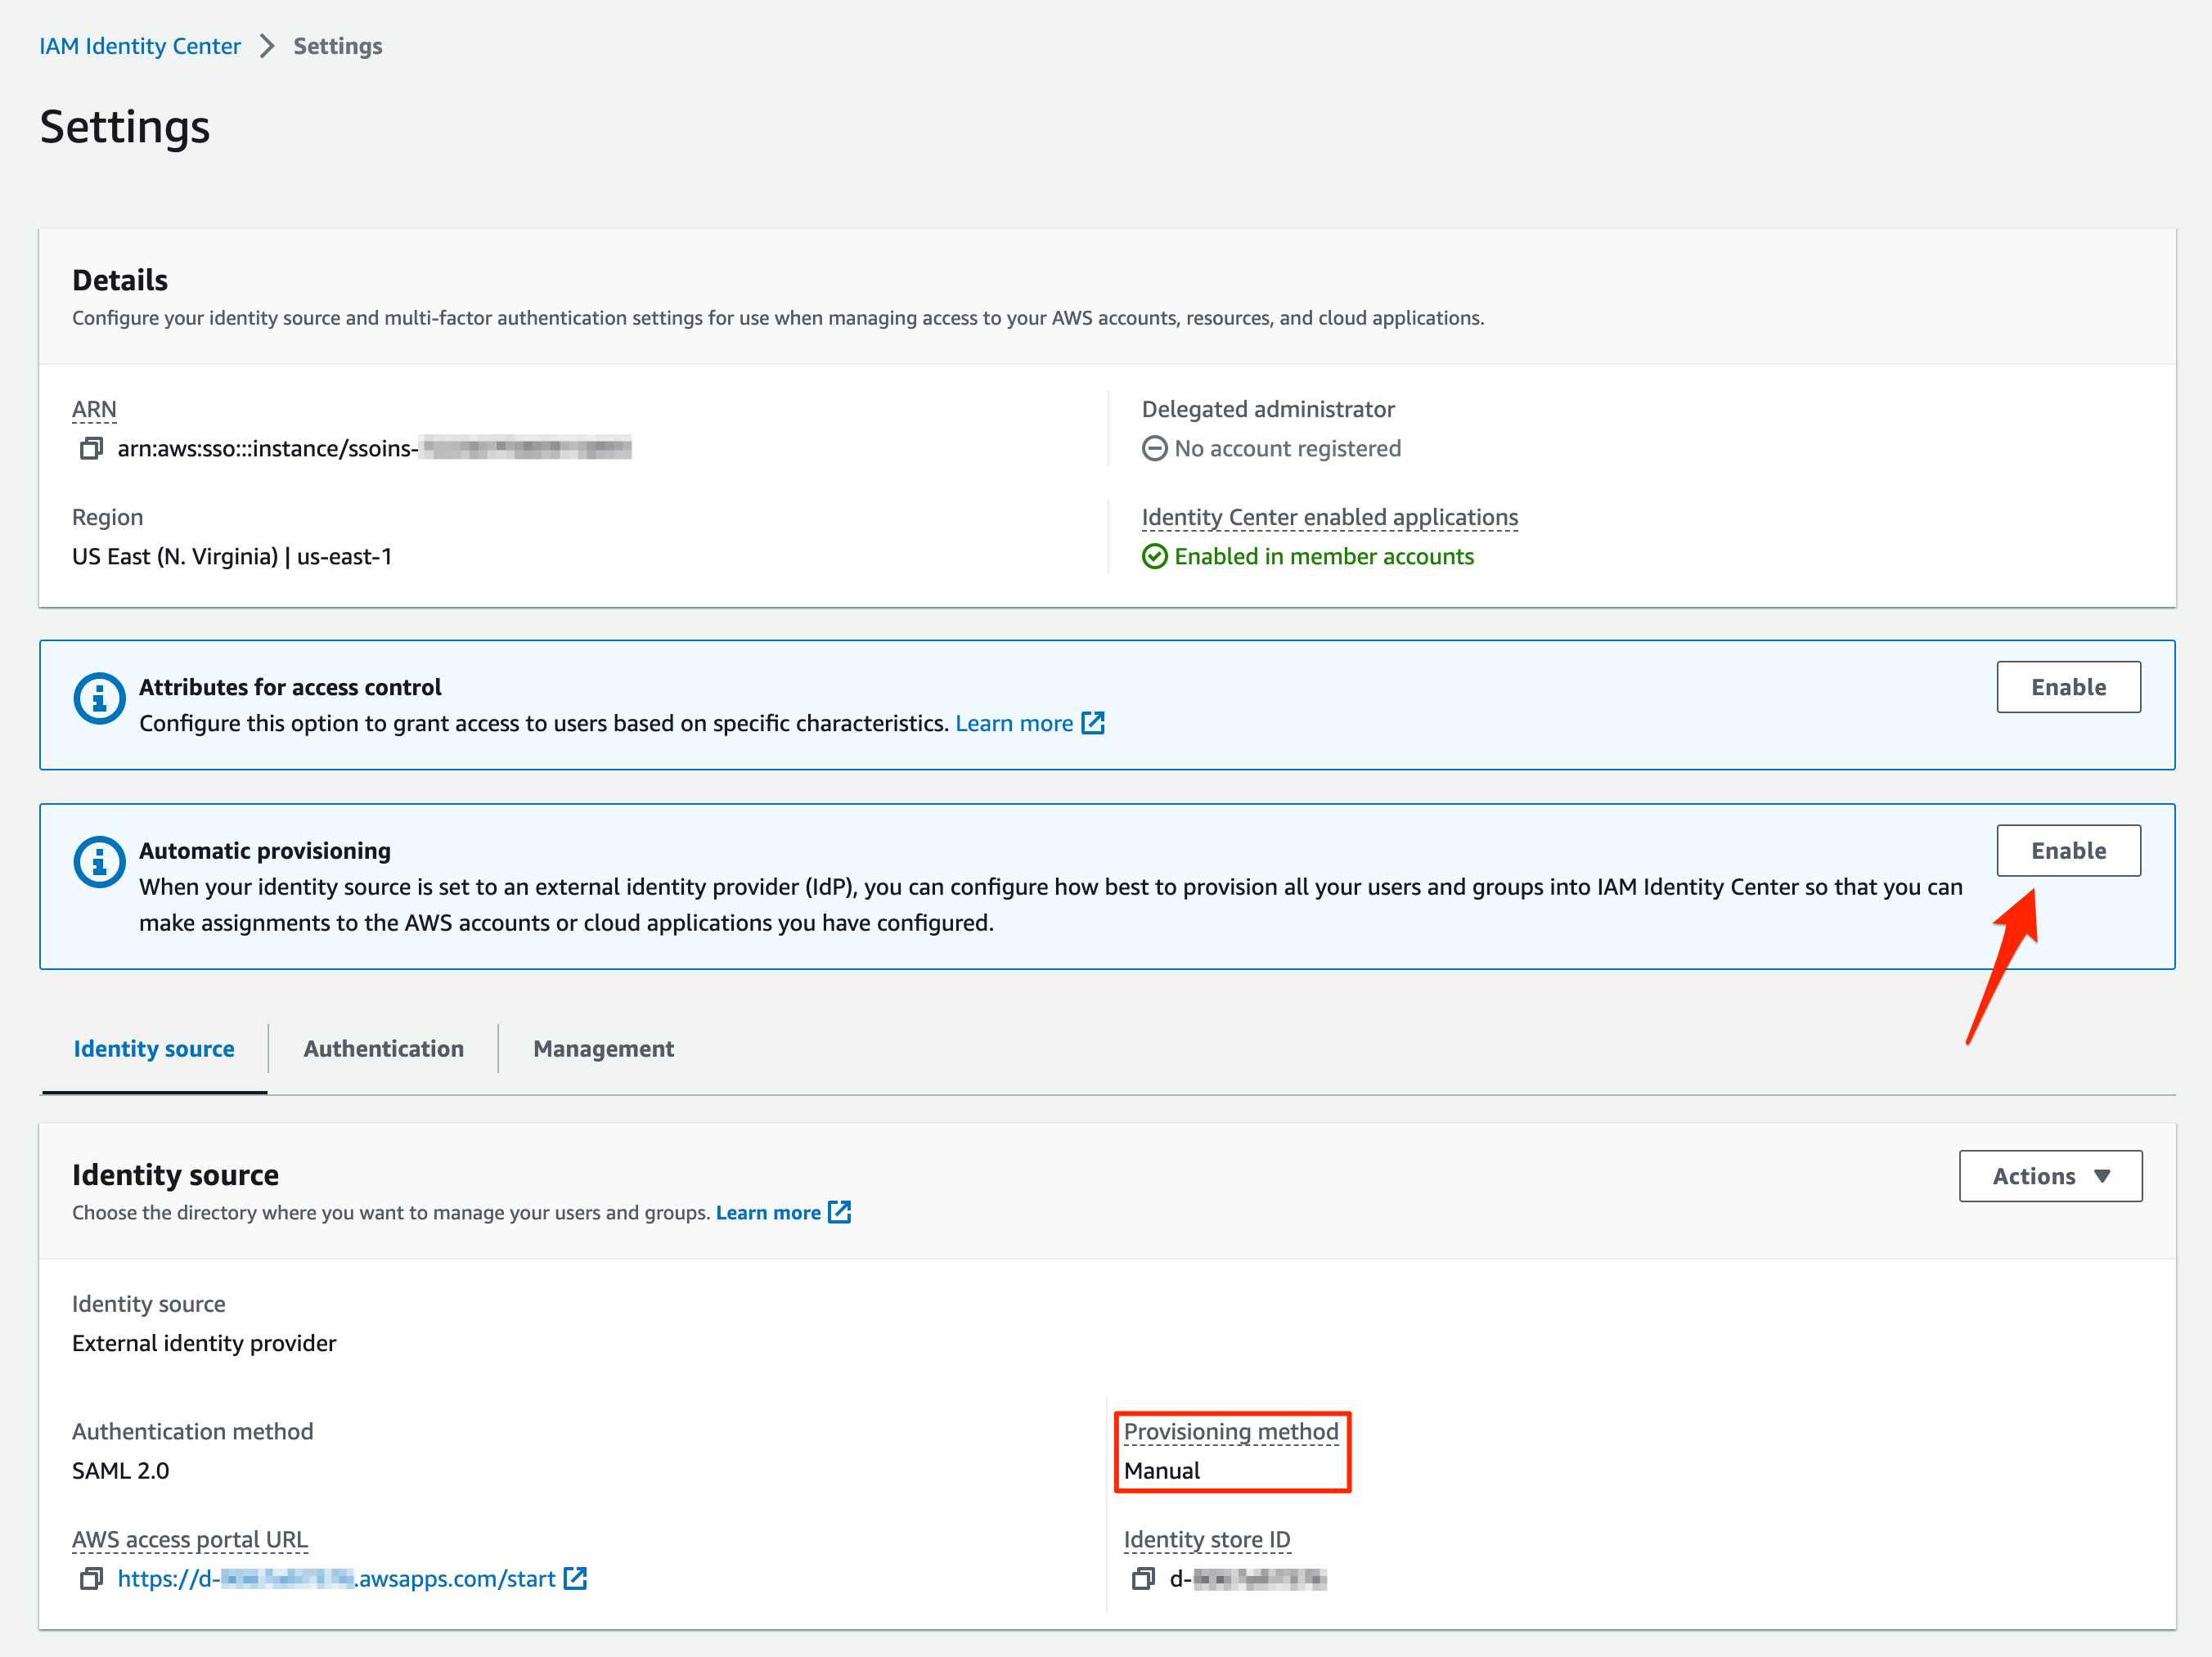 IAM Identity Center > Settings
Settings
Details
Configure your identity source and multi-factor authentication settings for use when managing access to your AWS accounts, resources, and cloud applications.
ARN
arn:aws:sso:::instance/ssoins-
Delegated administrator
No account registered
Region
US East (N. Virginia) | us-east-1
Identity Center enabled applications
Enabled in member accounts
Attributes for access control
Enable
Configure this option to grant access to users based on specific characteristics. Learn more
Automatic provisioning
Enable
When your identity source is set to an external identity provider (IdP), you can configure how best to provision all your users and groups into IAM Identity Center so that you can
make assignments to the AWS accounts or cloud applications you have configured.
Identity source
Authentication
Management
Identity source
Actions
Choose the directory where you want to manage your users and groups. Learn more
Identity source
External identity provider
Authentication method
SAML 2.0
Provisioning method
Manual
AWS access portal URL
https://d-.awsapps.com/start
Identity store ID
d-